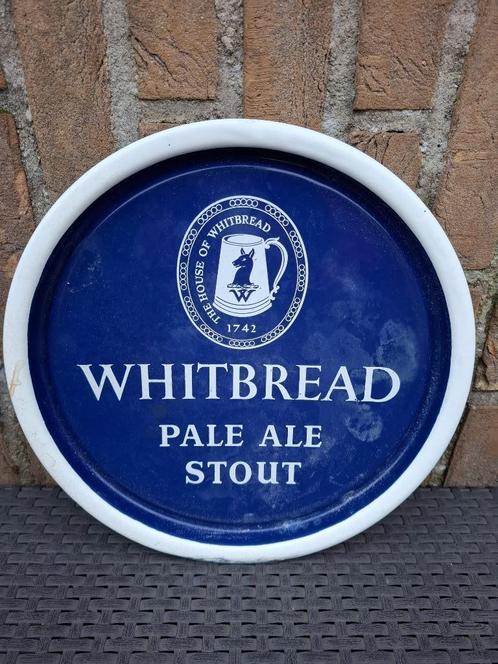 THE HOUSE OF WHITBREAD
W
1742
WHITBREAD
PALE ALE
STOUT